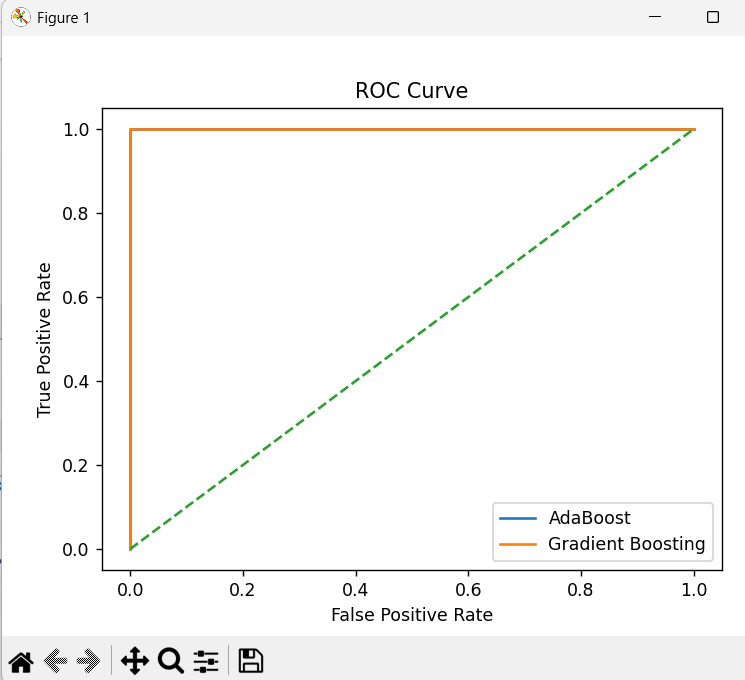 Figure 1
ROC Curve
1.0
0.8
0.6
0.4
0.2
0.0
True Positive Rate
0.0 0.2 0.4 0.6 0.8 1.0
False Positive Rate
AdaBoost
Gradient Boosting